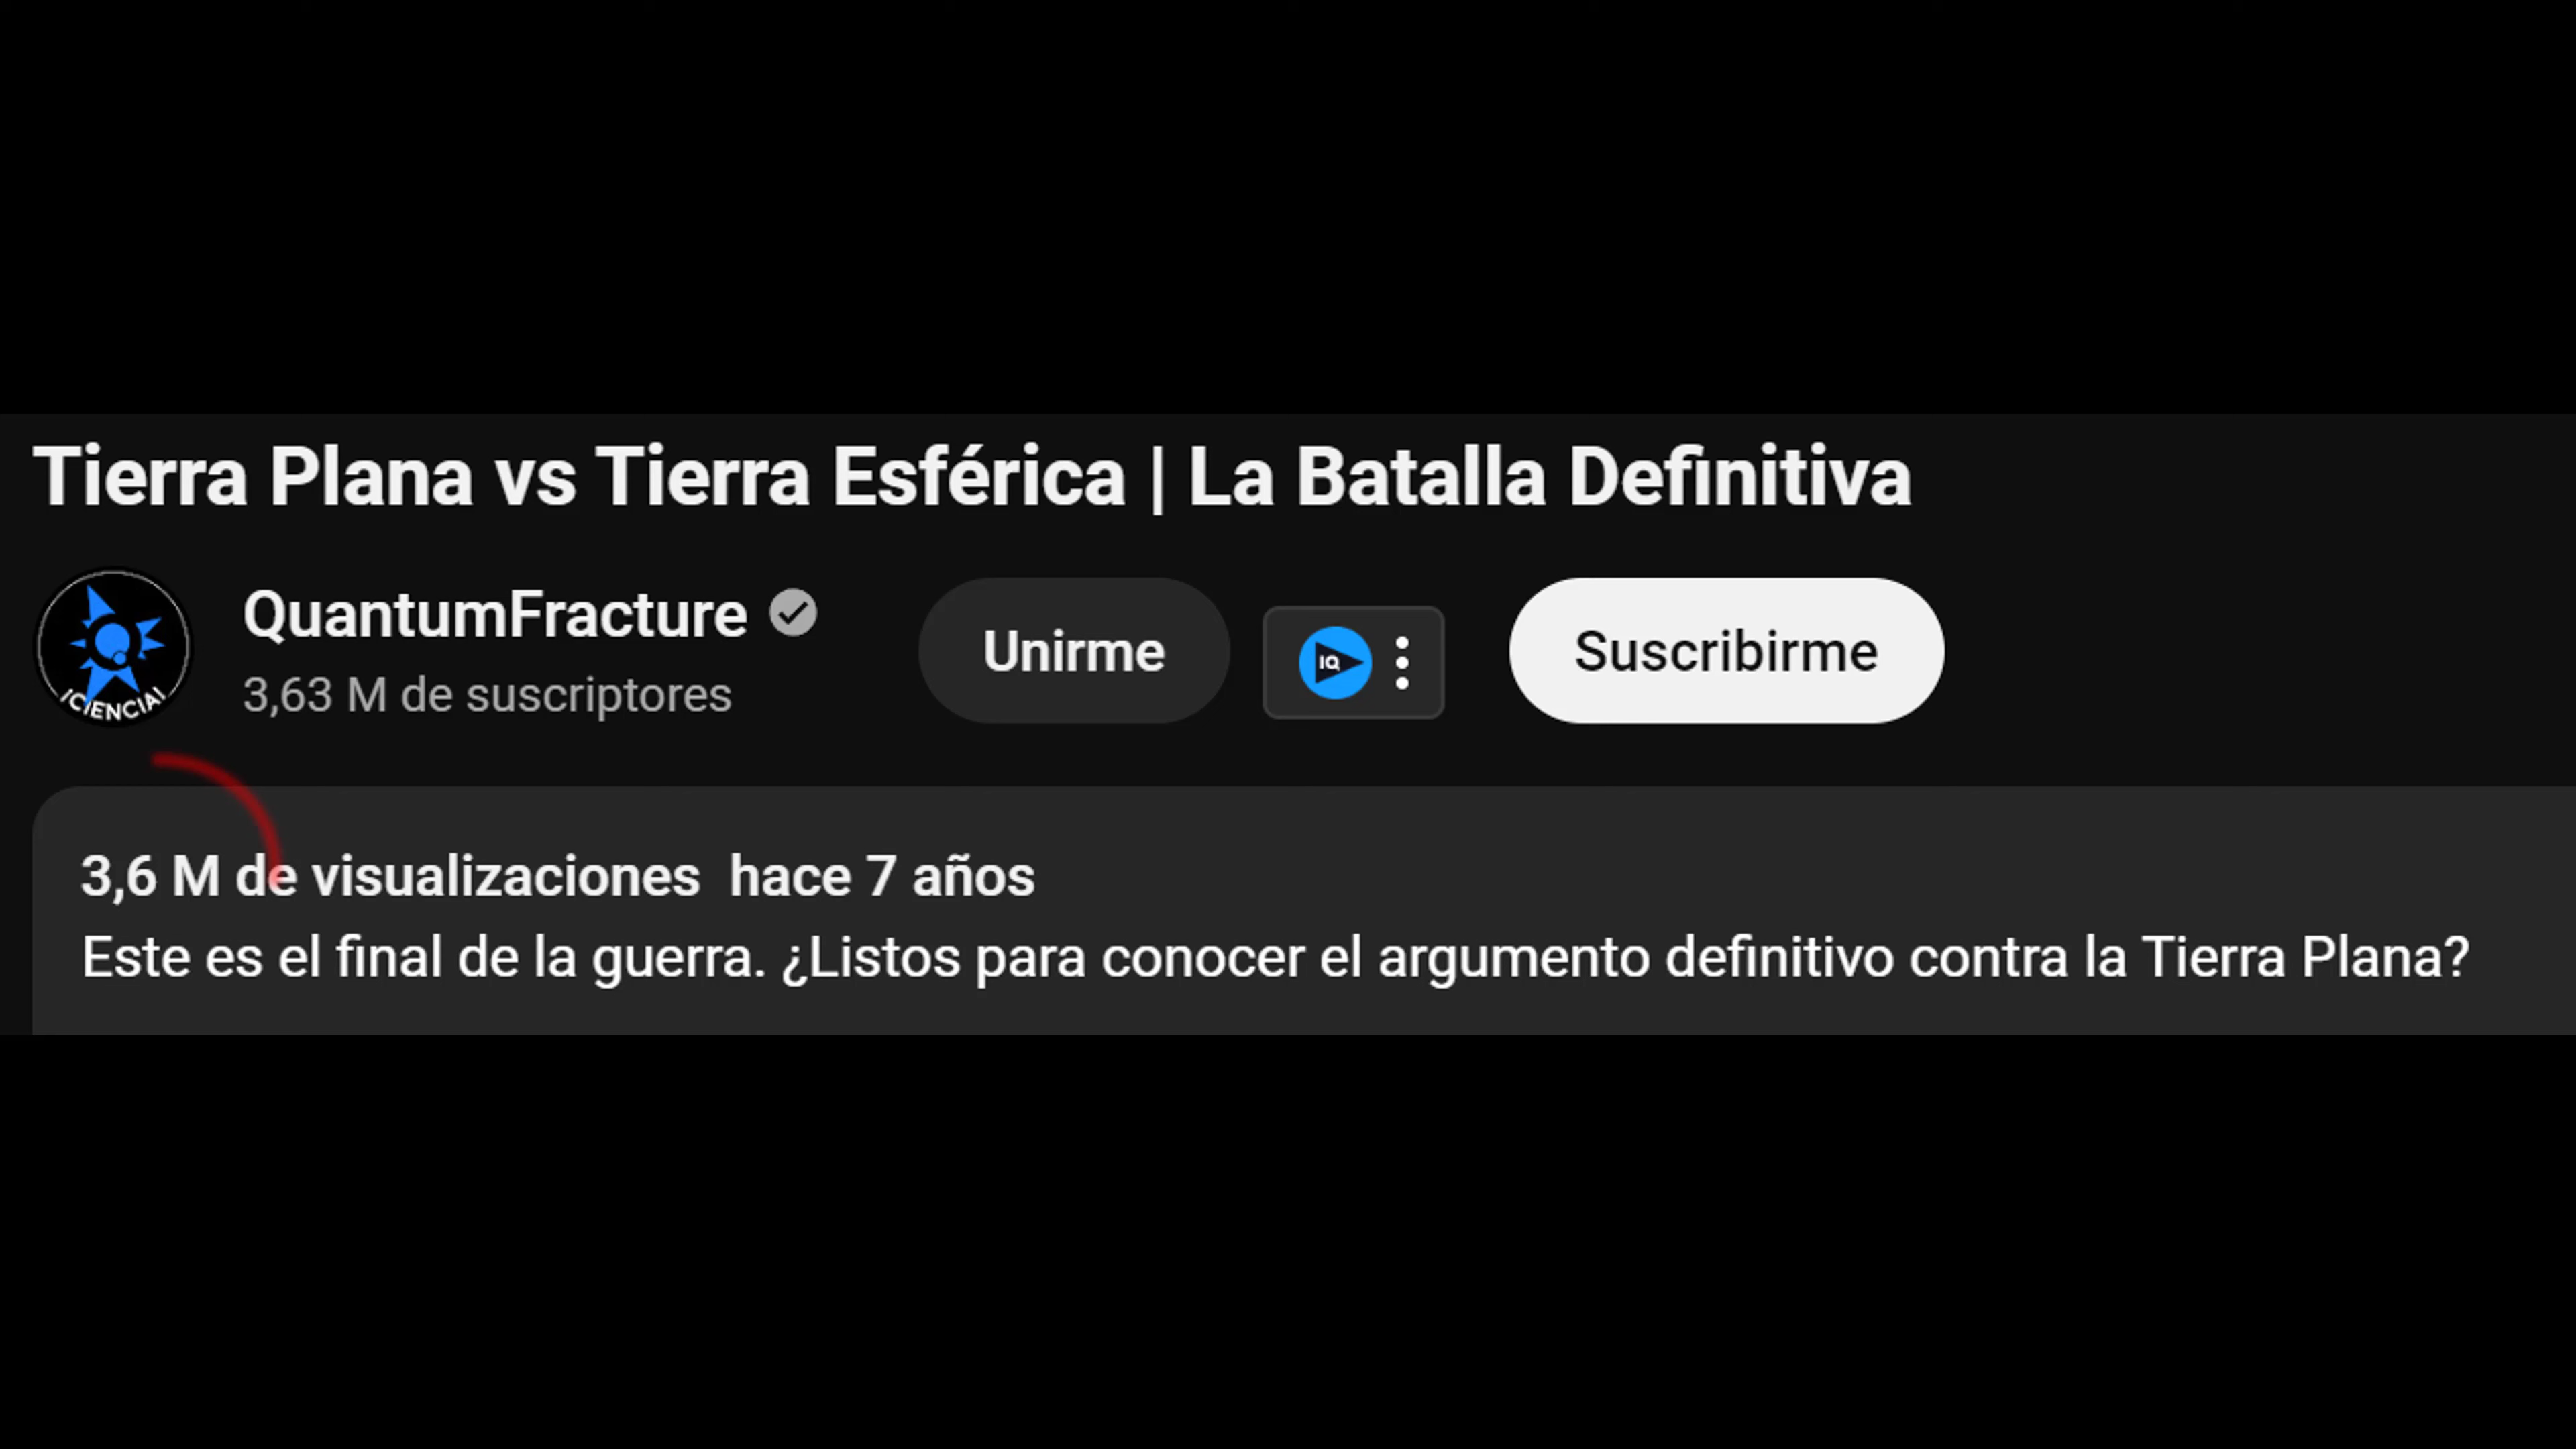 Tierra Plana vs Tierra Esférica | La Batalla Definitiva
QuantumFracture
3,63 M de suscriptores
¡CIENCIA!
Unirme
IQ
Suscribirme
3,6 M de visualizaciones hace 7 años
Este es el final de la guerra. ¿Listos para conocer el argumento definitivo contra la Tierra Plana?